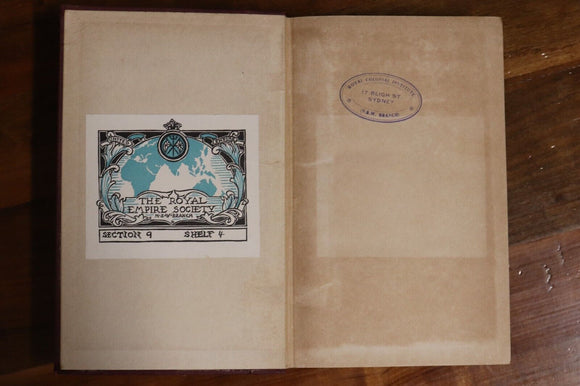 THE ROYAL
EMPIRE SOCIETY
N·S·W·BRANCH
SECTION 9 SHELF 4
ROYAL COLONIAL INSTITUTE
17 BLIGH ST
SYDNEY
N.S.W. BRANCH